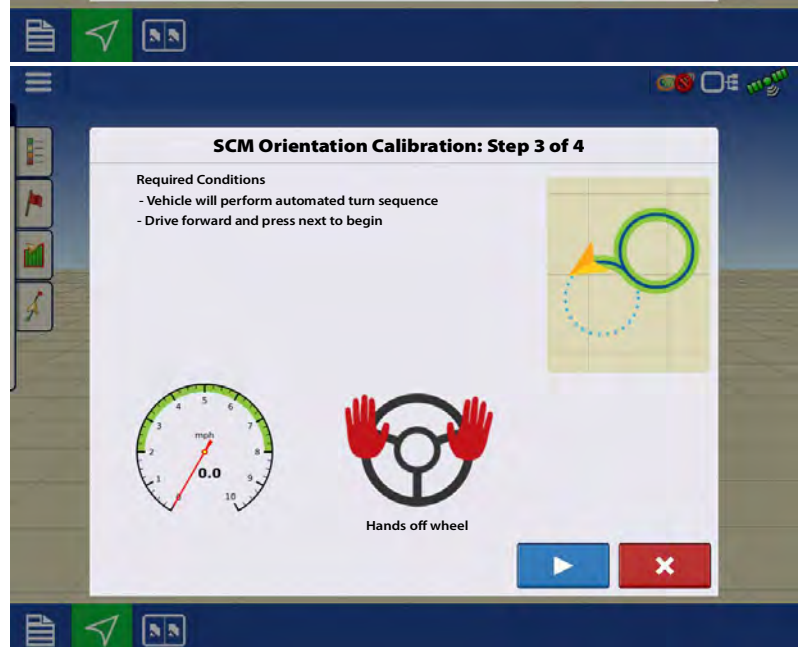 SCM Orientation Calibration: Step 3 of 4
Required Conditions
- Vehicle will perform automated turn sequence
- Drive forward and press next to begin
0
1
2
3
4
5
6
7
8
9
10
mph
0.0
Hands off wheel